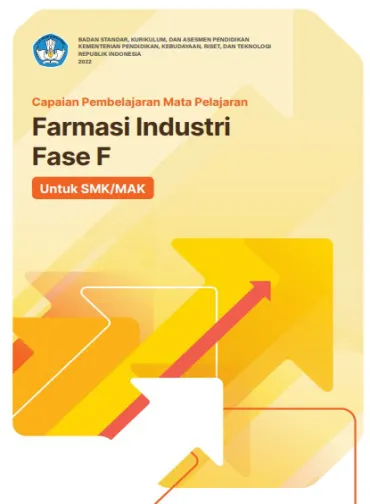 BADAN STANDAR, KURIKULUM, DAN ASESMEN PENDIDIKAN
KEMENTERIAN PENDIDIKAN, KEBUDAYAAN, RISET, DAN TEKNOLOGI
REPUBLIK INDONESIA
2022
Capaian Pembelajaran Mata Pelajaran
Farmasi Industri
Fase F
Untuk SMK/MAK